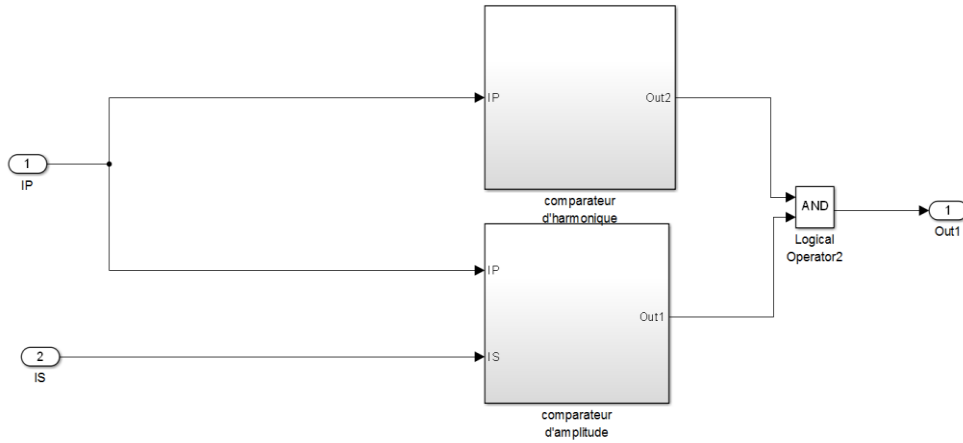 IP
Out2
comparateur
d'harmonique
1
IP
AND
Logical
Operator2
1
Out1
IP
Out1
IS
comparateur
d'amplitude
2
IS